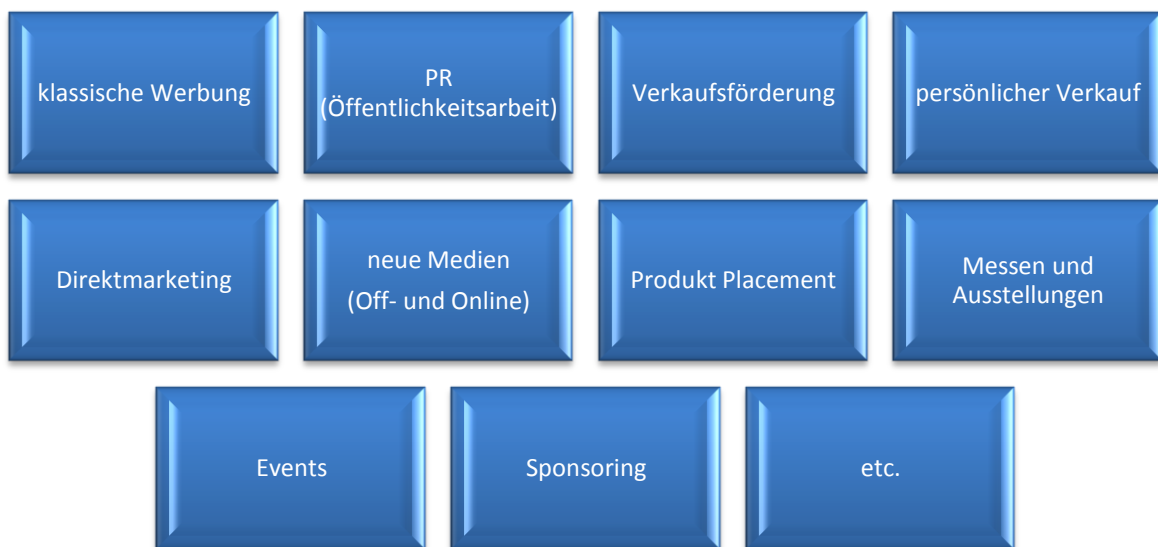 klassische Werbung
PR
(Öffentlichkeitsarbeit)
Verkaufsförderung
persönlicher Verkauf
Direktmarketing
neue Medien
(Off- und Online)
Produkt Placement
Messen und
Ausstellungen
Events
Sponsoring
etc.